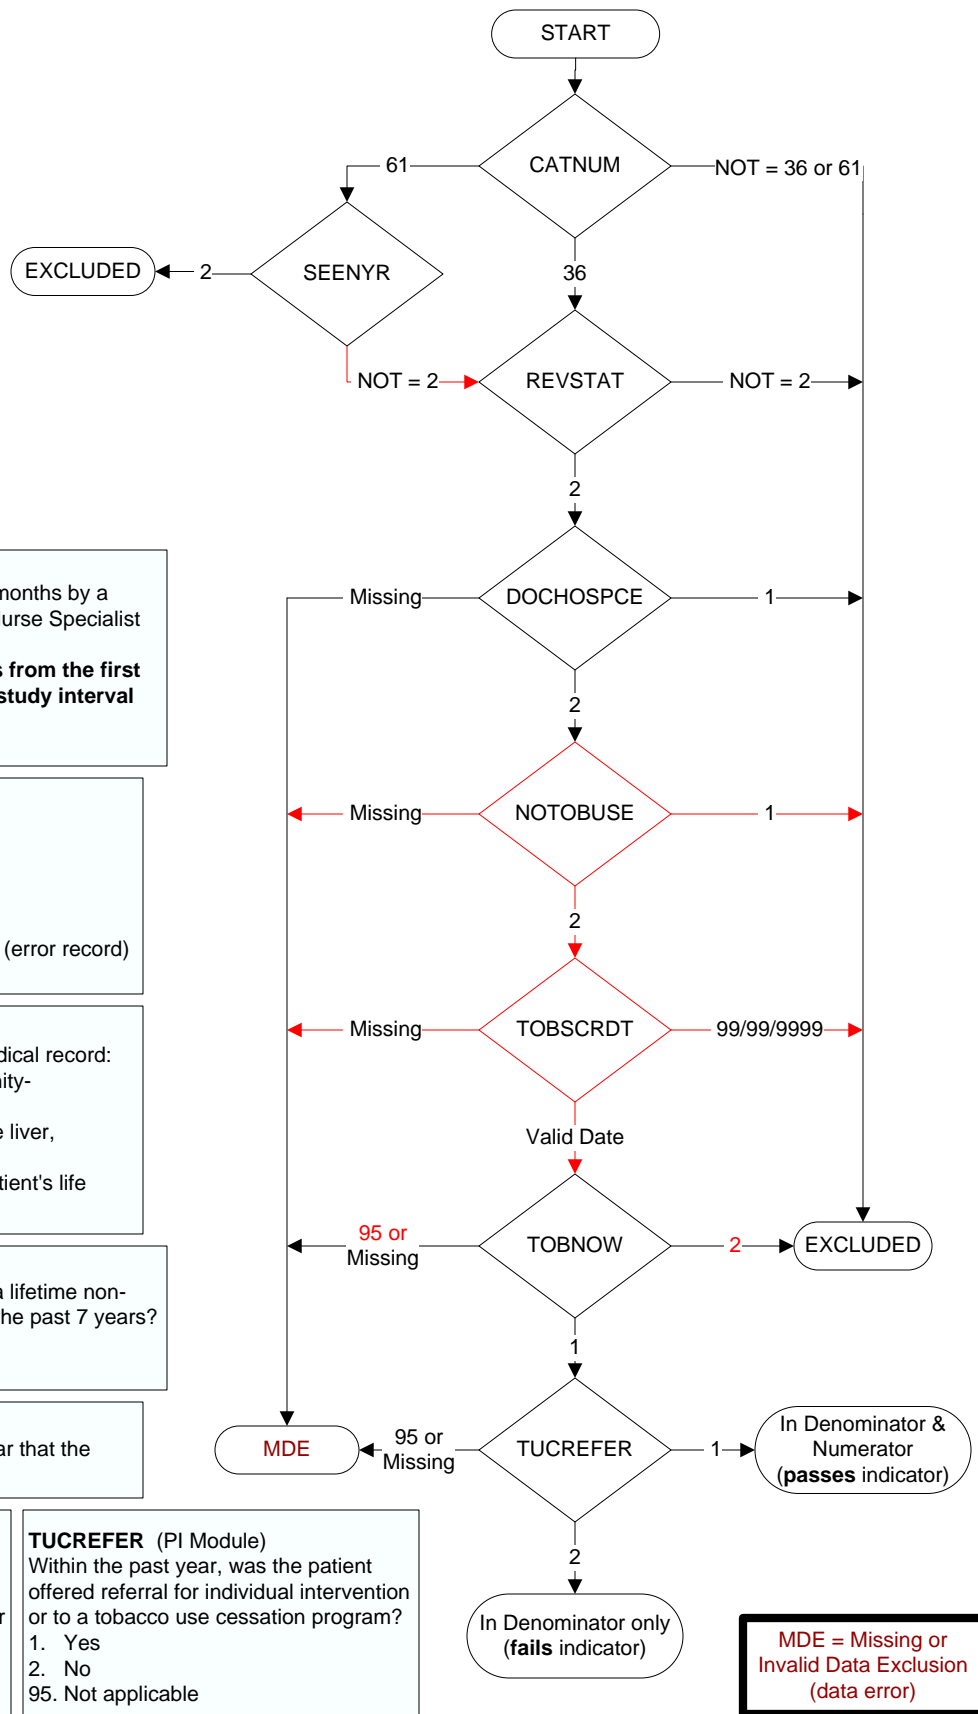 START
61
CATNUM
NOT = 36 or 61
EXCLUDED
2
SEENYR
36
NOT = 2
REVSTAT
NOT = 2
2
months by a
Nurse Specialist
s from the first
study interval
Missing
DOCHOSPCE
1
2
(error record)
Missing
NOTOBUSE
1
2
dical record:
nity-
e liver,
tient's life
Missing
TOBSCRDT
99/99/9999
Valid Date
a lifetime non-
he past 7 years?
95 or
Missing
TOBNOW
2
EXCLUDED
1
ar that the
MDE
95 or
Missing
TUCREFER
1
In Denominator &
Numerator
(passes indicator)
2
In Denominator only
(fails indicator)
r
TUCREFER (PI Module)
Within the past year, was the patient
offered referral for individual intervention
or to a tobacco use cessation program?
1. Yes
2. No
95. Not applicable
MDE = Missing or
Invalid Data Exclusion
(data error)